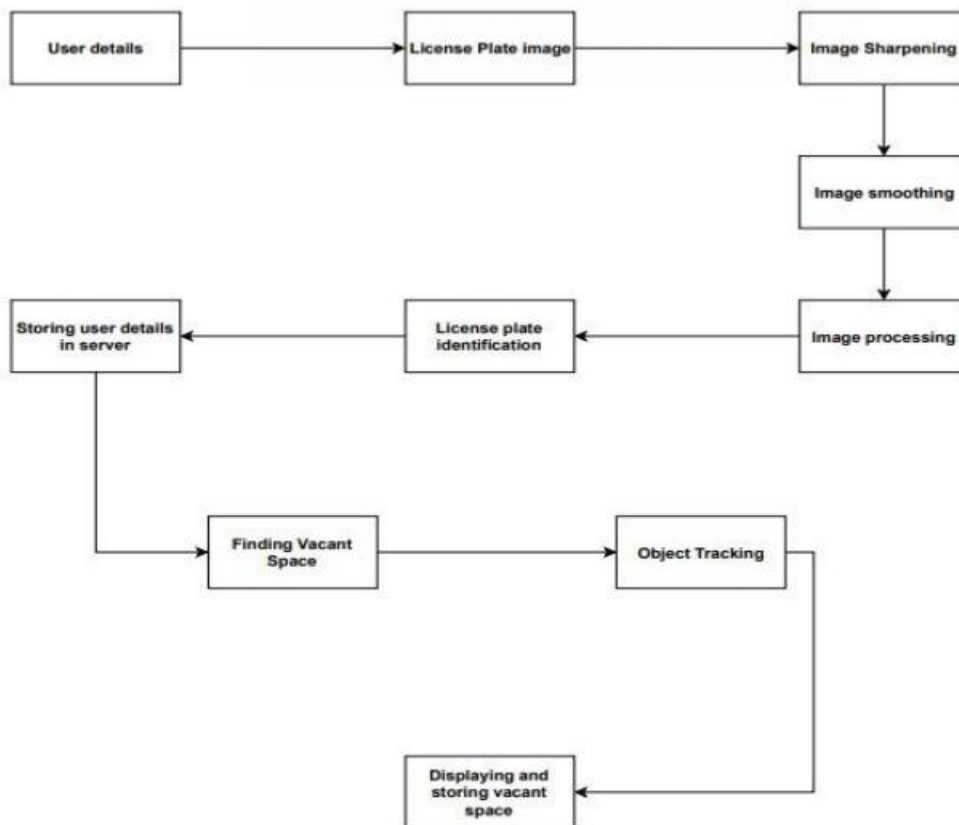 User details
License Plate image
Image Sharpening
Image smoothing
Storing user details
in server
License plate
identification
Image processing
Finding Vacant
Space
Object Tracking
Displaying and
storing vacant
space